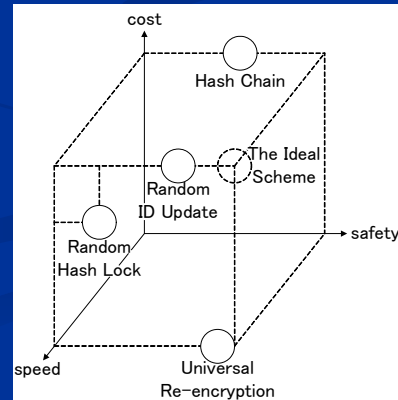 cost
Hash Chain
The Ideal
Scheme
Random
ID Update
Random
Hash Lock
safety
speed
Universal
Re-encryption